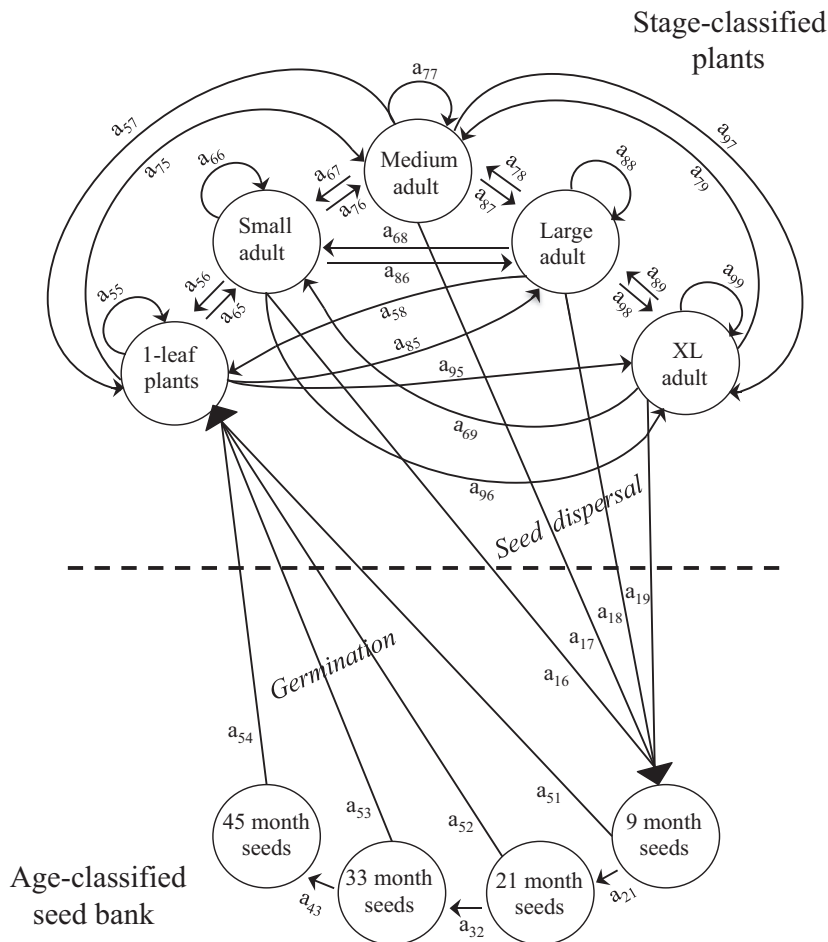 Stage-classified
plants
a77
a57
a97
a75
a66
a67
Medium
adult
a78
a88
a79
a76
a87
Small
adult
a68
Large
adult
a86
a56
a89
a99
a55
a65
a58
a98
1-leaf
plants
a85
a95
XL
adult
a69
a96
Seed dispersal
a19
a18
a17
Germination
a16
a54
a51
a53
a52
45 month
seeds
9 month
seeds
Age-classified
seed bank
33 month
seeds
21 month
seeds
a21
a43
a32